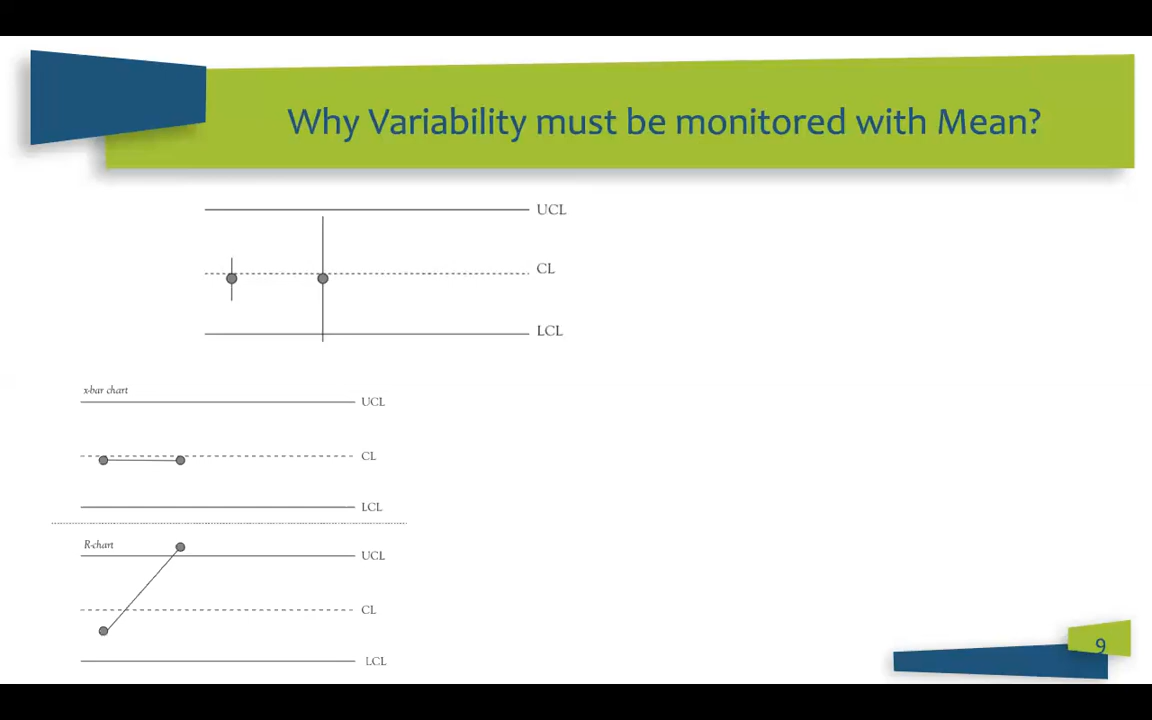 Why Variability must be monitored with Mean?
UCL
CL
LCL
x-bar chart
UCL
CL
LCL
R-chart
UCL
CL
LCL
9